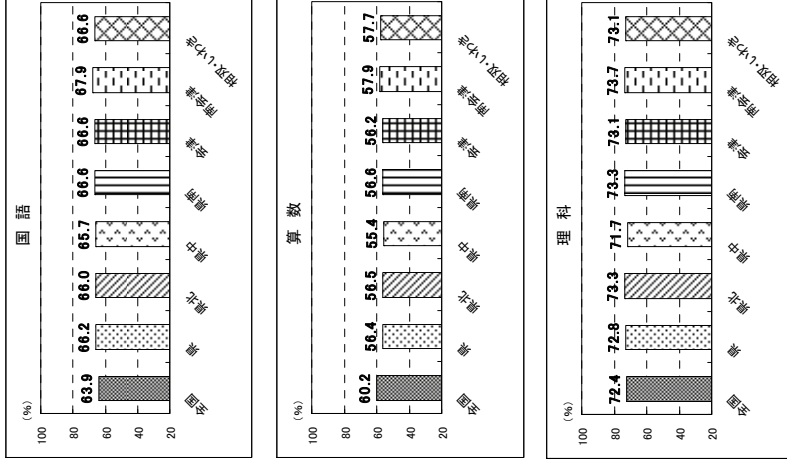 国 語
(%)
100
80
60
40
20
63.9
66.2
66.0
65.7
66.6
66.6
67.9
66.6
全国
県
県北
県中
県南
会津
南会津
相双・いわき
算 数
(%)
100
80
60
40
20
60.2
56.4
56.5
55.4
56.6
56.2
57.9
57.7
全国
県
県北
県中
県南
会津
南会津
相双・いわき
理 科
(%)
100
80
60
40
20
72.4
72.8
73.3
71.7
73.3
73.1
73.7
73.1
全国
県
県北
県中
県南
会津
南会津
相双・いわき